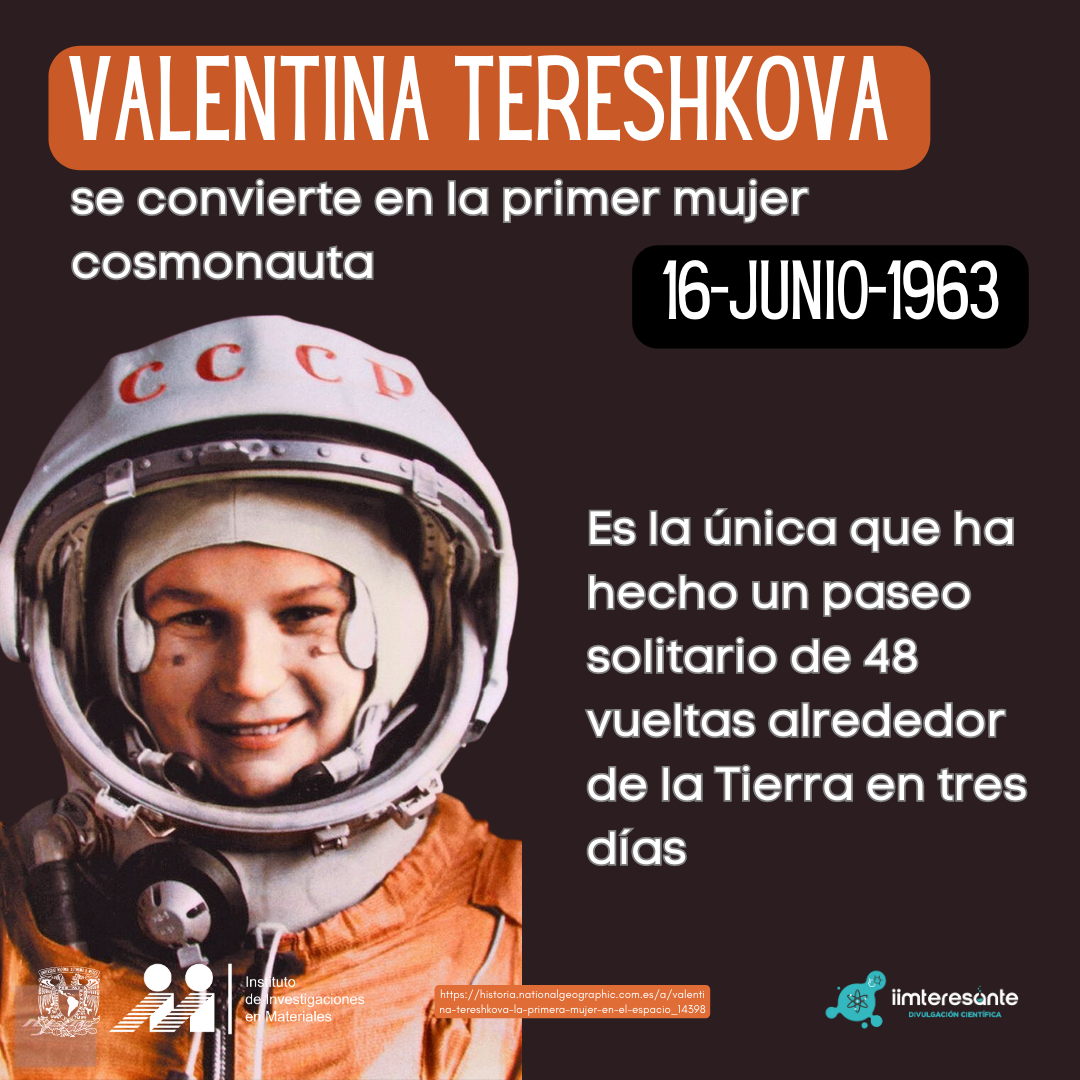 VALENTINA TERESHKOVA
se convierte en la primer mujer
cosmonauta
16-JUNIO-1963
CCCP
Es la única que ha
hecho un paseo
solitario de 48
vueltas alrededor
de la Tierra en tres
días
Instituto
de Investigaciones
en Materiales
https://historia.nationalgeographic.com.es/a/valenti
na-tereshkova-la-primera-mujer-en-el-espacio_14398
iimteresante
DIVULGACIÓN CIENTÍFICA